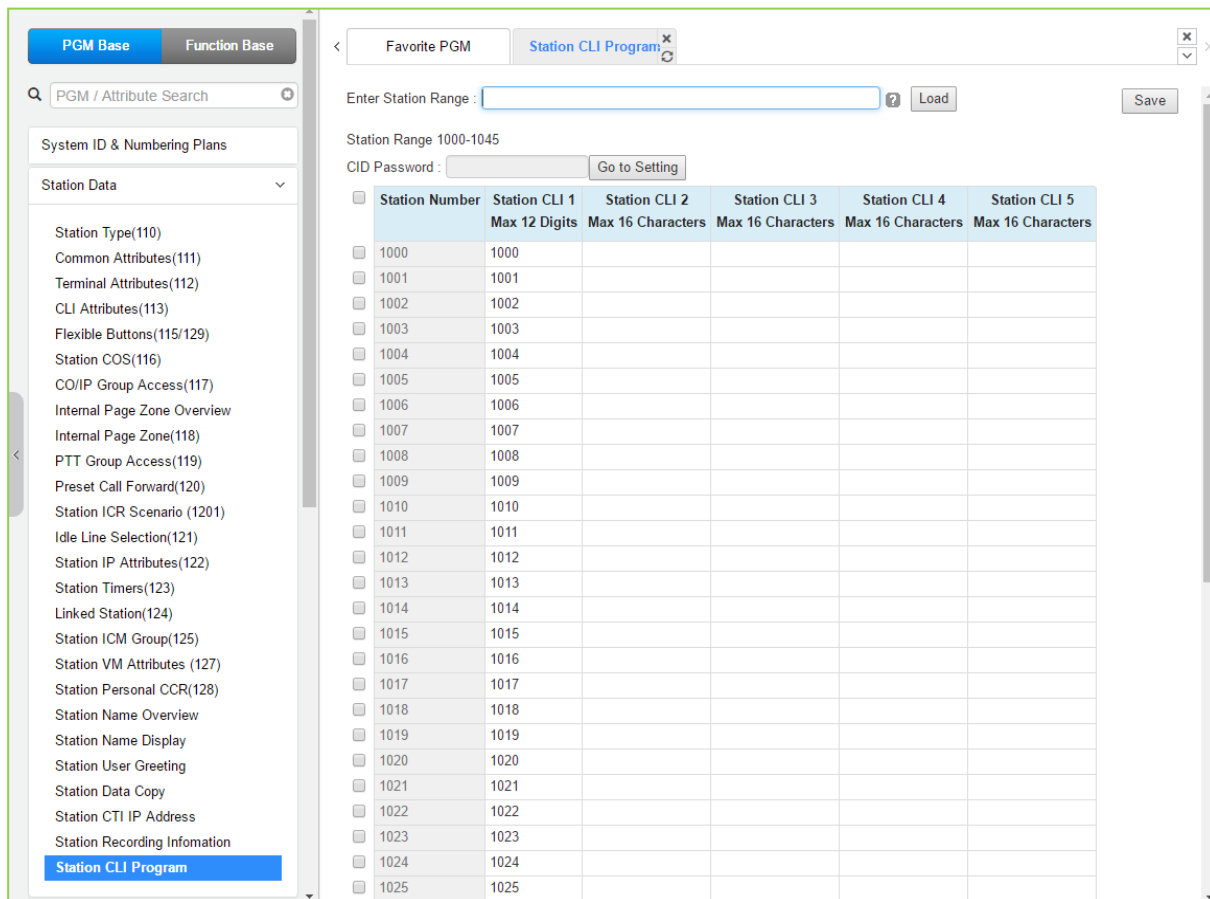 PGM Base Function Base
PGM / Attribute Search
System ID & Numbering Plans
Station Data
Station Type(110)
Common Attributes(111)
Terminal Attributes(112)
CLI Attributes(113)
Flexible Buttons(115/129)
Station COS(116)
CO/IP Group Access(117)
Internal Page Zone Overview
Internal Page Zone(118)
PTT Group Access(119)
Preset Call Forward(120)
Station ICR Scenario (1201)
Idle Line Selection(121)
Station IP Attributes(122)
Station Timers(123)
Linked Station(124)
Station ICM Group(125)
Station VM Attributes (127)
Station Personal CCR(128)
Station Name Overview
Station Name Display
Station User Greeting
Station Data Copy
Station CTI IP Address
Station Recording Infomation
Station CLI Program
Favorite PGM Station CLI Program
Enter Station Range : ? Load Save
Station Range 1000-1045
CID Password : Go to Setting
Station Number Station CLI 1 Station CLI 2 Station CLI 3 Station CLI 4 Station CLI 5
Max 12 Digits Max 16 Characters Max 16 Characters Max 16 Characters Max 16 Characters
1000 1000
1001 1001
1002 1002
1003 1003
1004 1004
1005 1005
1006 1006
1007 1007
1008 1008
1009 1009
1010 1010
1011 1011
1012 1012
1013 1013
1014 1014
1015 1015
1016 1016
1017 1017
1018 1018
1019 1019
1020 1020
1021 1021
1022 1022
1023 1023
1024 1024
1025 1025